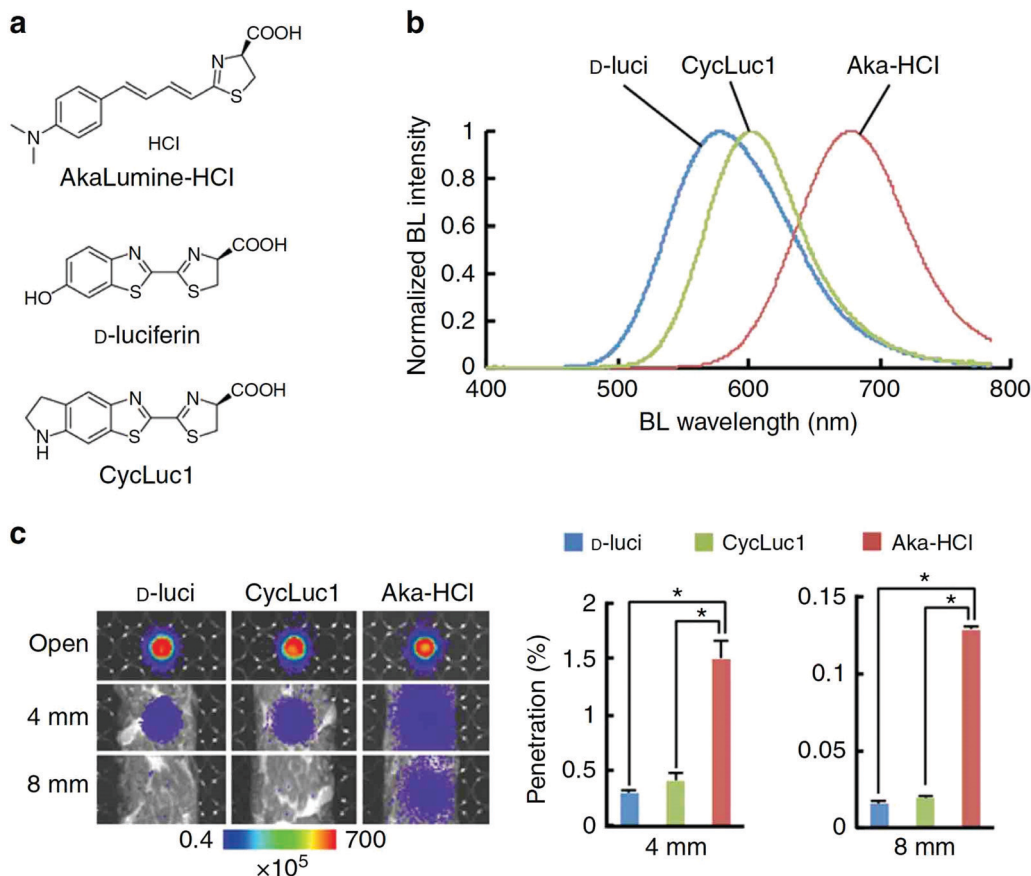 a
COOH
N
S
N
HCl
AkaLumine-HCl
N
N
COOH
HO
S
S
D-luciferin
N
N
COOH
N
H
S
S
CycLuc1
b
D-luci
CycLuc1
Aka-HCl
Normalized BL intensity
1
0.8
0.6
0.4
0.2
0
400
500
600
700
800
BL wavelength (nm)
c
D-luci
CycLuc1
Aka-HCl
Open
4 mm
8 mm
0.4
700
×10⁵
D-luci
CycLuc1
Aka-HCl
Penetration (%)
2
1.5
1
0.5
0
*
*
4 mm
0.15
0.1
0.05
0
*
*
8 mm